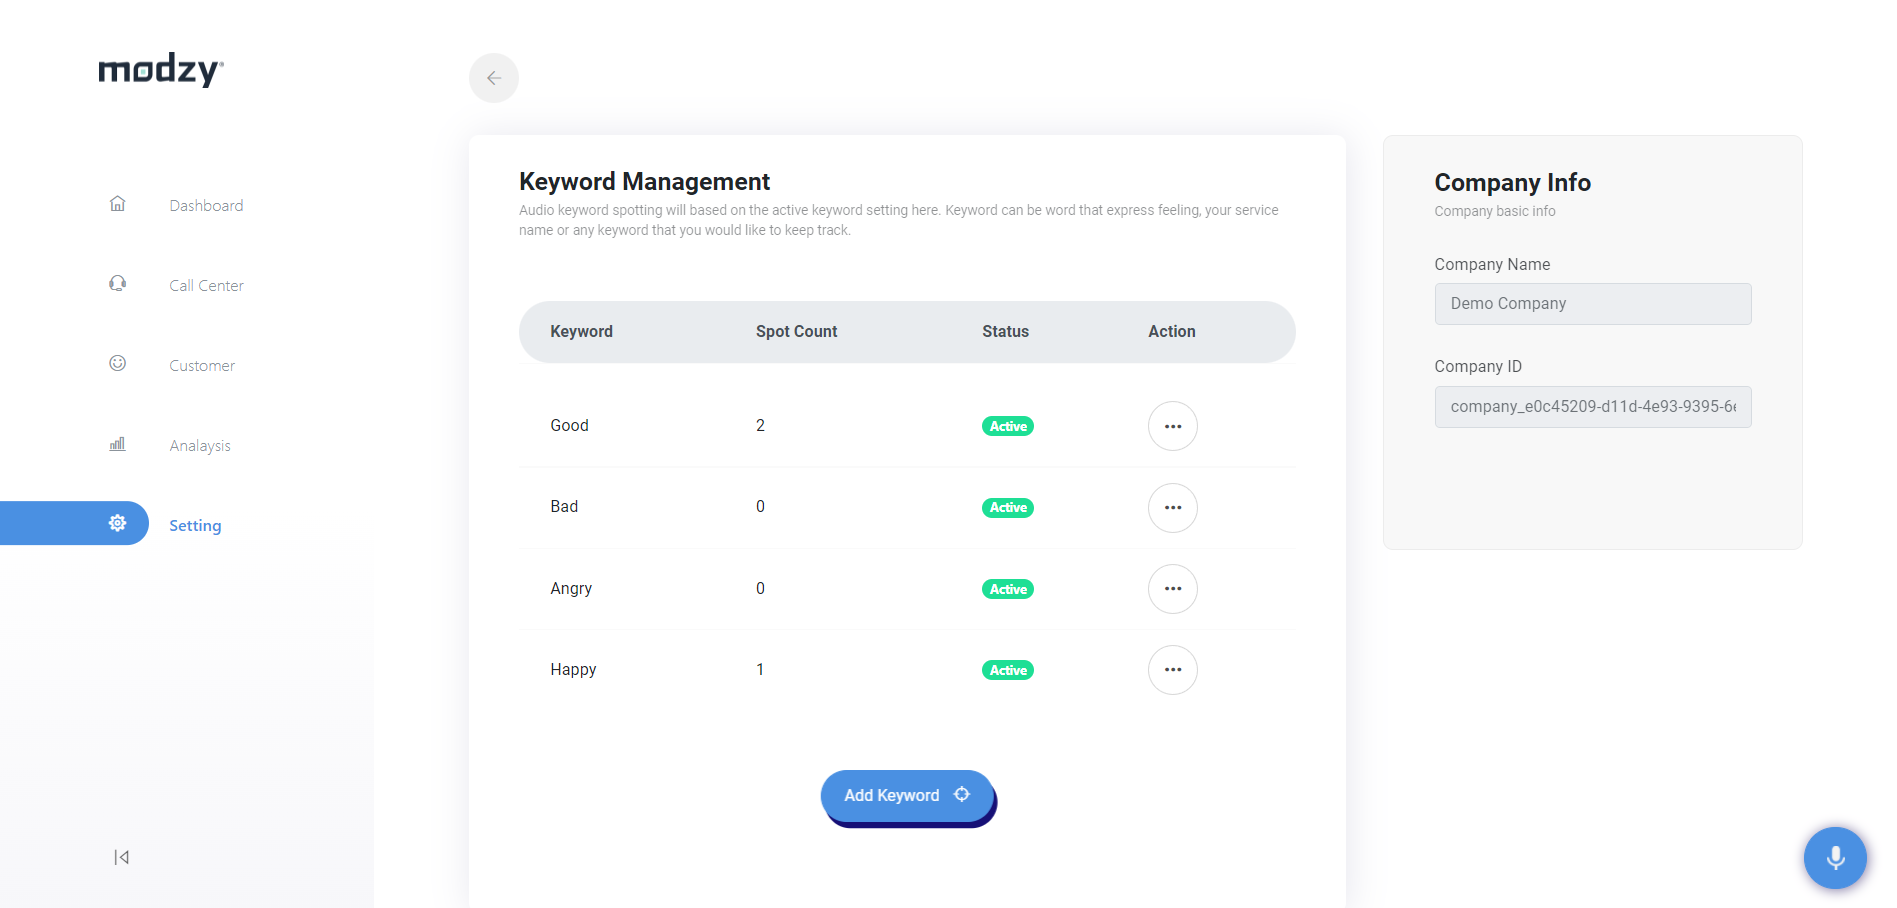 modzy
Dashboard
Call Center
Customer
Analaysis
Setting
Keyword Management
Audio keyword spotting will based on the active keyword setting here. Keyword can be word that express feeling, your service
name or any keyword that you would like to keep track.
Keyword Spot Count Status Action
Good 2 Active
Bad 0 Active
Angry 0 Active
Happy 1 Active
Add Keyword
Company Info
Company basic info
Company Name
Demo Company
Company ID
company_e0c45209-d11d-4e93-9395-6e